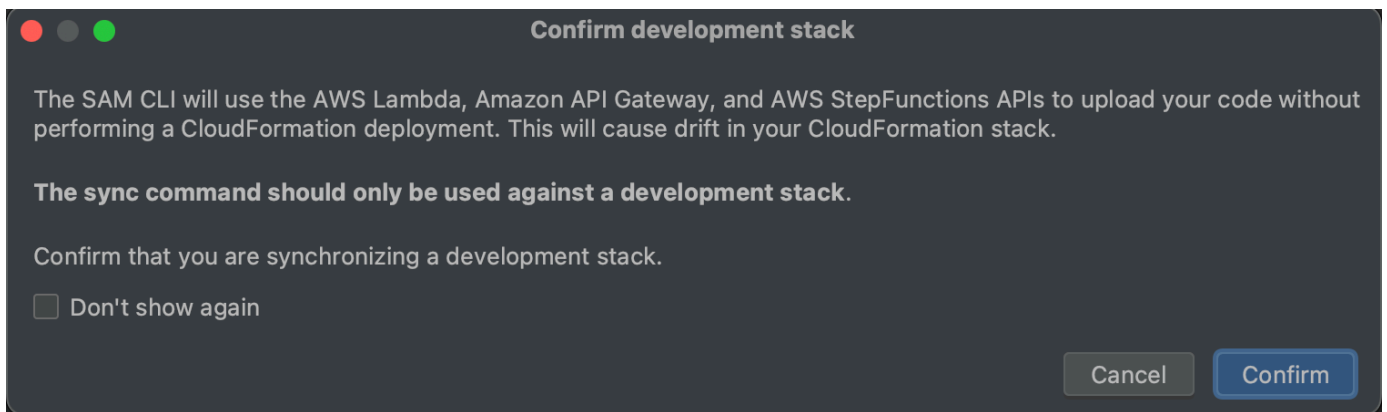 Confirm development stack
The SAM CLI will use the AWS Lambda, Amazon API Gateway, and AWS StepFunctions APIs to upload your code without
performing a CloudFormation deployment. This will cause drift in your CloudFormation stack.
The sync command should only be used against a development stack.
Confirm that you are synchronizing a development stack.
Don't show again
Cancel
Confirm